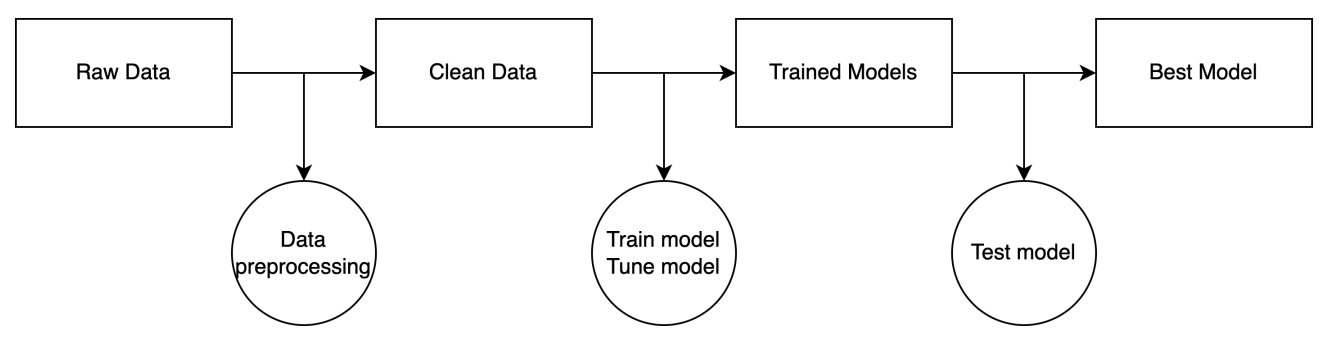 Raw Data
Clean Data
Trained Models
Best Model
Data
preprocessing
Train model
Tune model
Test model